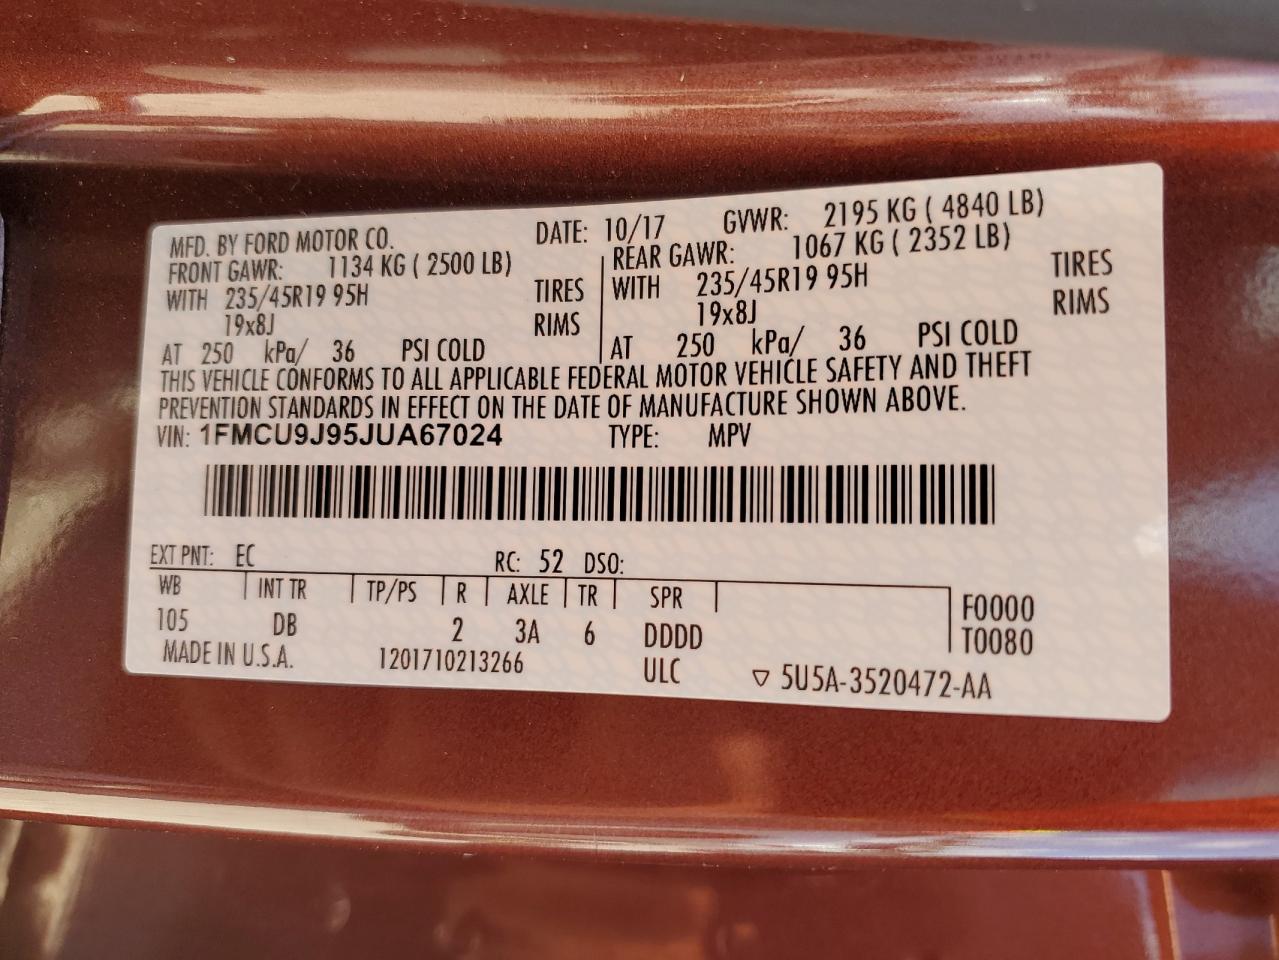 MFD. BY FORD MOTOR CO. DATE: 10/17 GVWR: 2195 KG ( 4840 LB)
FRONT GAWR: 1134 KG ( 2500 LB) REAR GAWR: 1067 KG ( 2352 LB)
WITH 235/45R19 95H TIRES WITH 235/45R19 95H TIRES
19x8J RIMS 19x8J RIMS
AT 250 kPa/ 36 PSI COLD AT 250 kPa/ 36 PSI COLD
THIS VEHICLE CONFORMS TO ALL APPLICABLE FEDERAL MOTOR VEHICLE SAFETY AND THEFT
PREVENTION STANDARDS IN EFFECT ON THE DATE OF MANUFACTURE SHOWN ABOVE.
VIN: 1FMCU9J95JUA67024 TYPE: MPV
EXT PNT: EC RC: 52 DSO:
WB INT TR TP/PS R AXLE TR SPR F0000
105 DB 2 3A 6 DDDD T0080
MADE IN U.S.A. 1201710213266 ULC ▽ 5U5A-3520472-AA